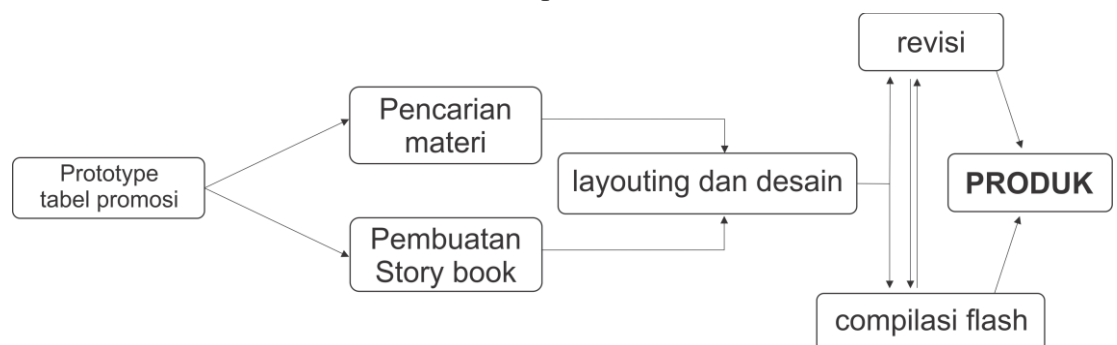 Prototype
tabel promosi
Pencarian
materi
Pembuatan
Story book
layouting dan desain
revisi
compilasi flash
PRODUK